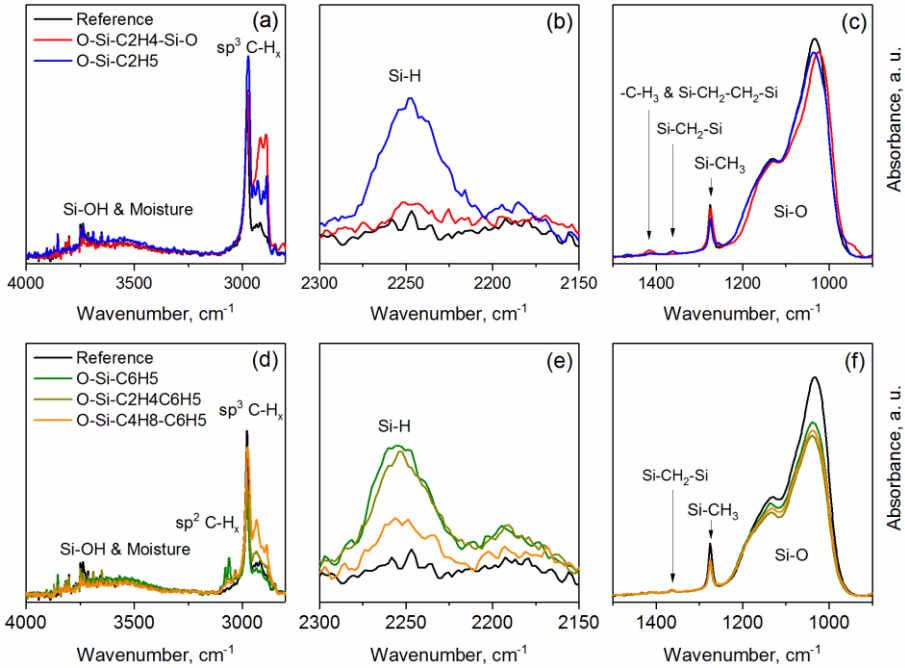 (a)
Reference
O-Si-C2H4-Si-O
O-Si-C2H5
sp³ C-Hₓ
Si-OH & Moisture
4000 3500 3000
Wavenumber, cm⁻¹
(b)
Si-H
2300 2250 2200 2150
Wavenumber, cm⁻¹
(c)
-C-H₃ & Si-CH₂-CH₂-Si
Si-CH₂-Si
Si-CH₃
Si-O
1400 1200 1000
Wavenumber, cm⁻¹
Absorbance, a. u.
(d)
Reference
O-Si-C6H5
O-Si-C2H4C6H5
O-Si-C4H8-C6H5
sp³ C-Hₓ
sp² C-Hₓ
Si-OH & Moisture
4000 3500 3000
Wavenumber, cm⁻¹
(e)
Si-H
2300 2250 2200 2150
Wavenumber, cm⁻¹
(f)
Si-CH₂-Si
Si-CH₃
Si-O
1400 1200 1000
Wavenumber, cm⁻¹
Absorbance, a. u.